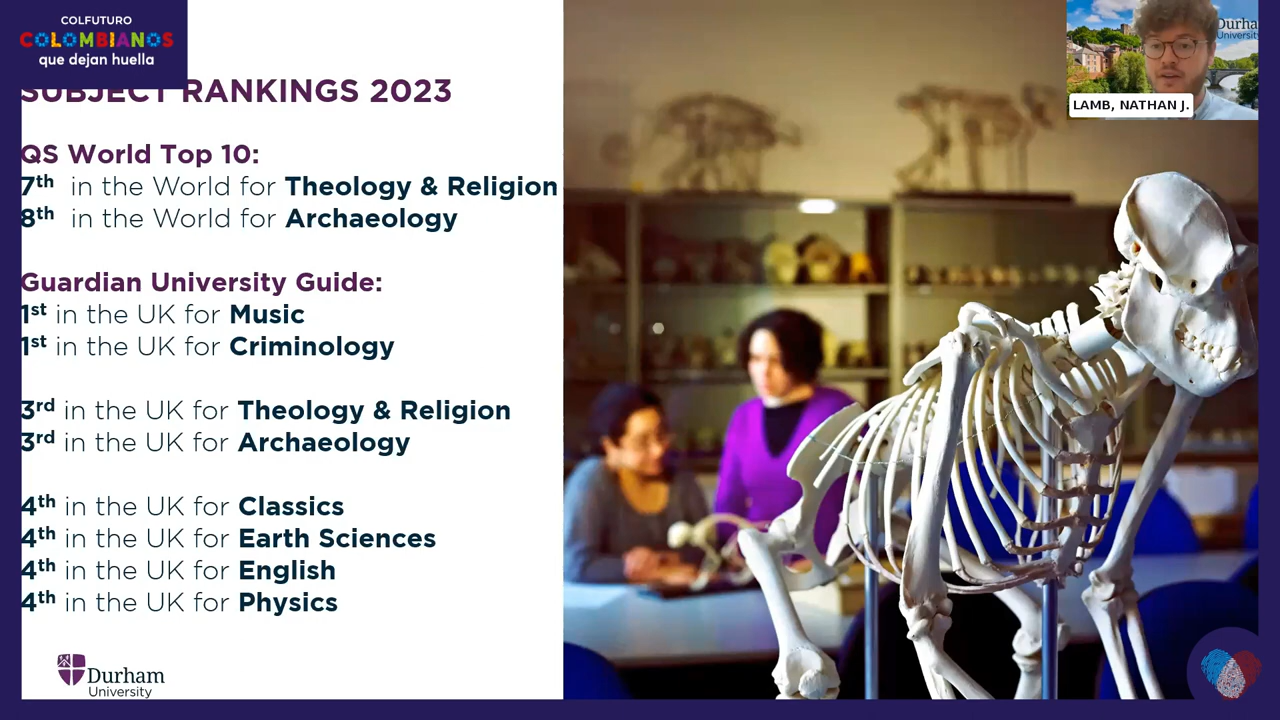 COLFUTURO
COLOMBIANOS
que dejan huella
SUBJECT RANKINGS 2023
QS World Top 10:
7th in the World for Theology & Religion
8th in the World for Archaeology
Guardian University Guide:
1st in the UK for Music
1st in the UK for Criminology
3rd in the UK for Theology & Religion
3rd in the UK for Archaeology
4th in the UK for Classics
4th in the UK for Earth Sciences
4th in the UK for English
4th in the UK for Physics
Durham
University
Durham
University
LAMB, NATHAN J.